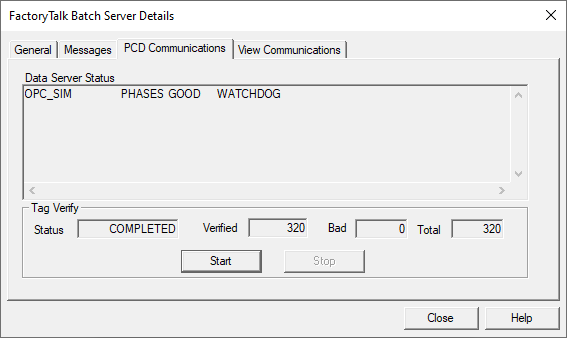 FactoryTalk Batch Server Details
General Messages PCD Communications View Communications
Data Server Status
OPC_SIM PHASES GOOD WATCHDOG
Tag Verify
Status COMPLETED Verified 320 Bad 0 Total 320
Start Stop
Close Help